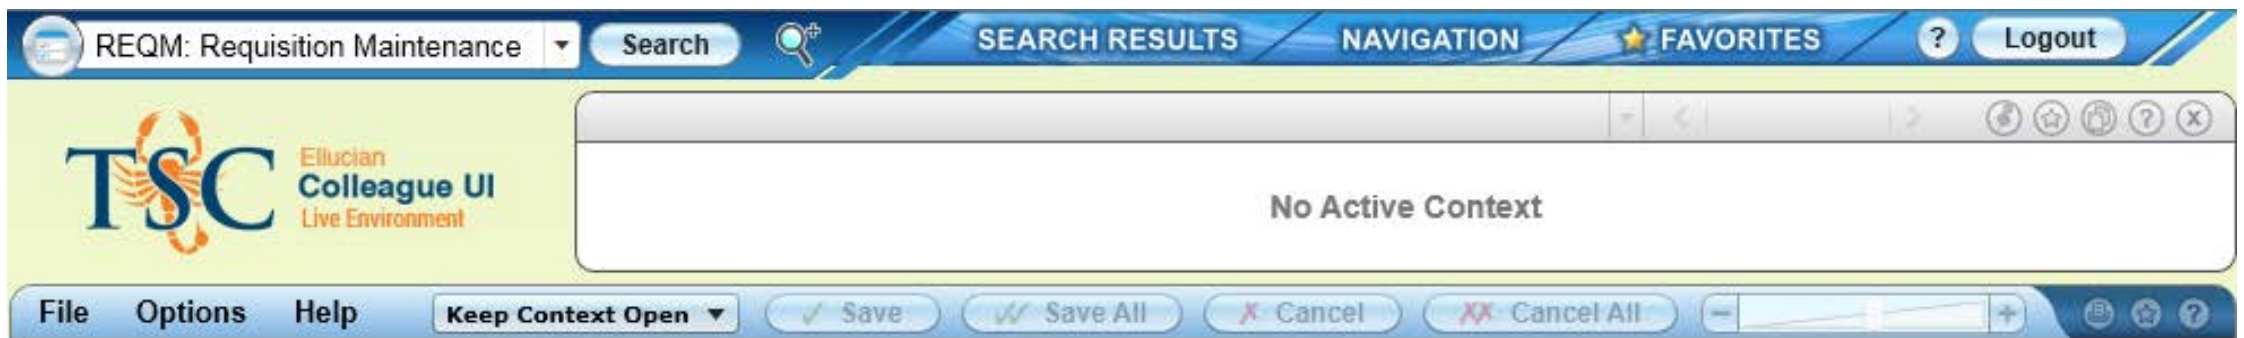 REQM: Requisition Maintenance Search SEARCH RESULTS NAVIGATION FAVORITES ? Logout
TSC
Ellucian
Colleague UI
Live Environment
? X
No Active Context
File Options Help Keep Context Open Save Save All Cancel Cancel All - + ?